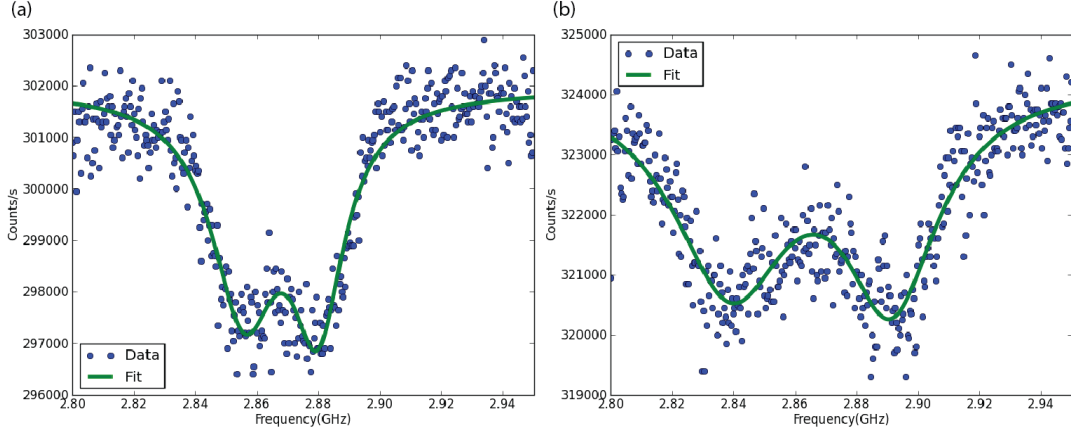 (a)
303000
302000
301000
300000
299000
298000
297000
296000
Counts/s
Data
Fit
2.80 2.82 2.84 2.86 2.88 2.90 2.92 2.94
Frequency(GHz)
(b)
325000
324000
323000
322000
321000
320000
319000
Counts/s
Data
Fit
2.80 2.82 2.84 2.86 2.88 2.90 2.92 2.94
Frequency(GHz)